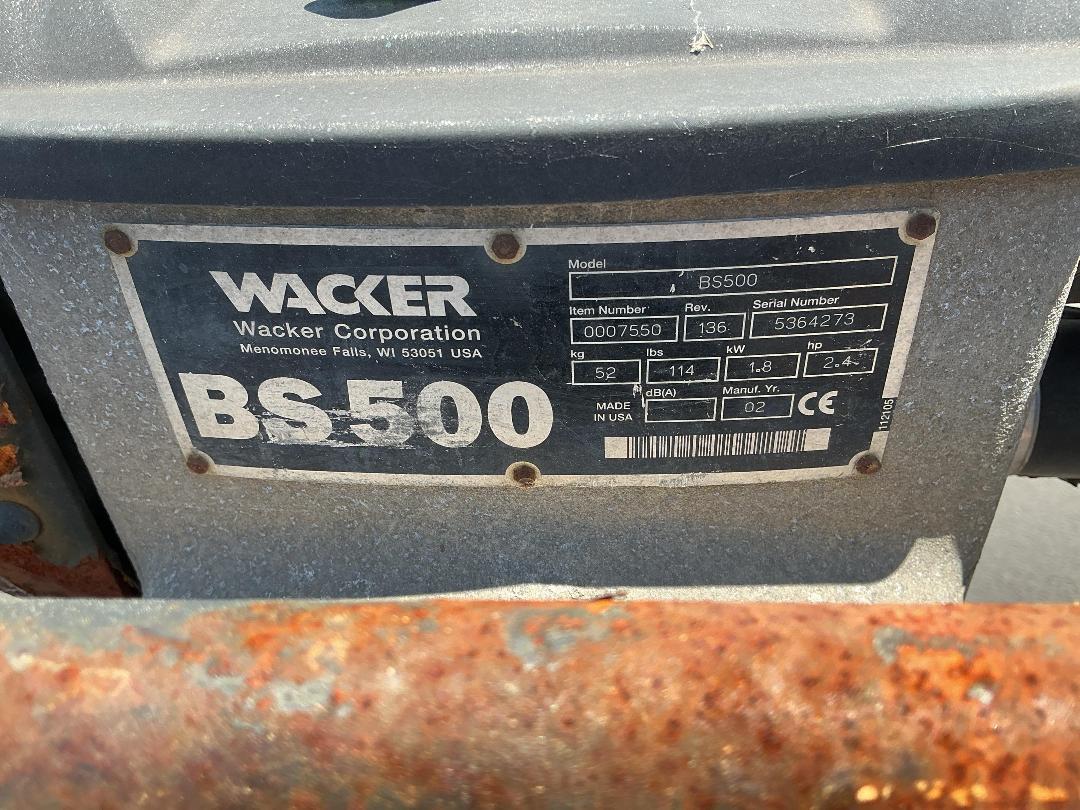 WACKER
Wacker Corporation
Menomonee Falls, WI 53051 USA
BS500
Model
BS500
Item Number Rev. Serial Number
0007550 136 5364273
kg lbs kW hp
52 114 1.8 2.4
MADE
IN USA
dB(A) Manuf. Yr.
02 CE
112105